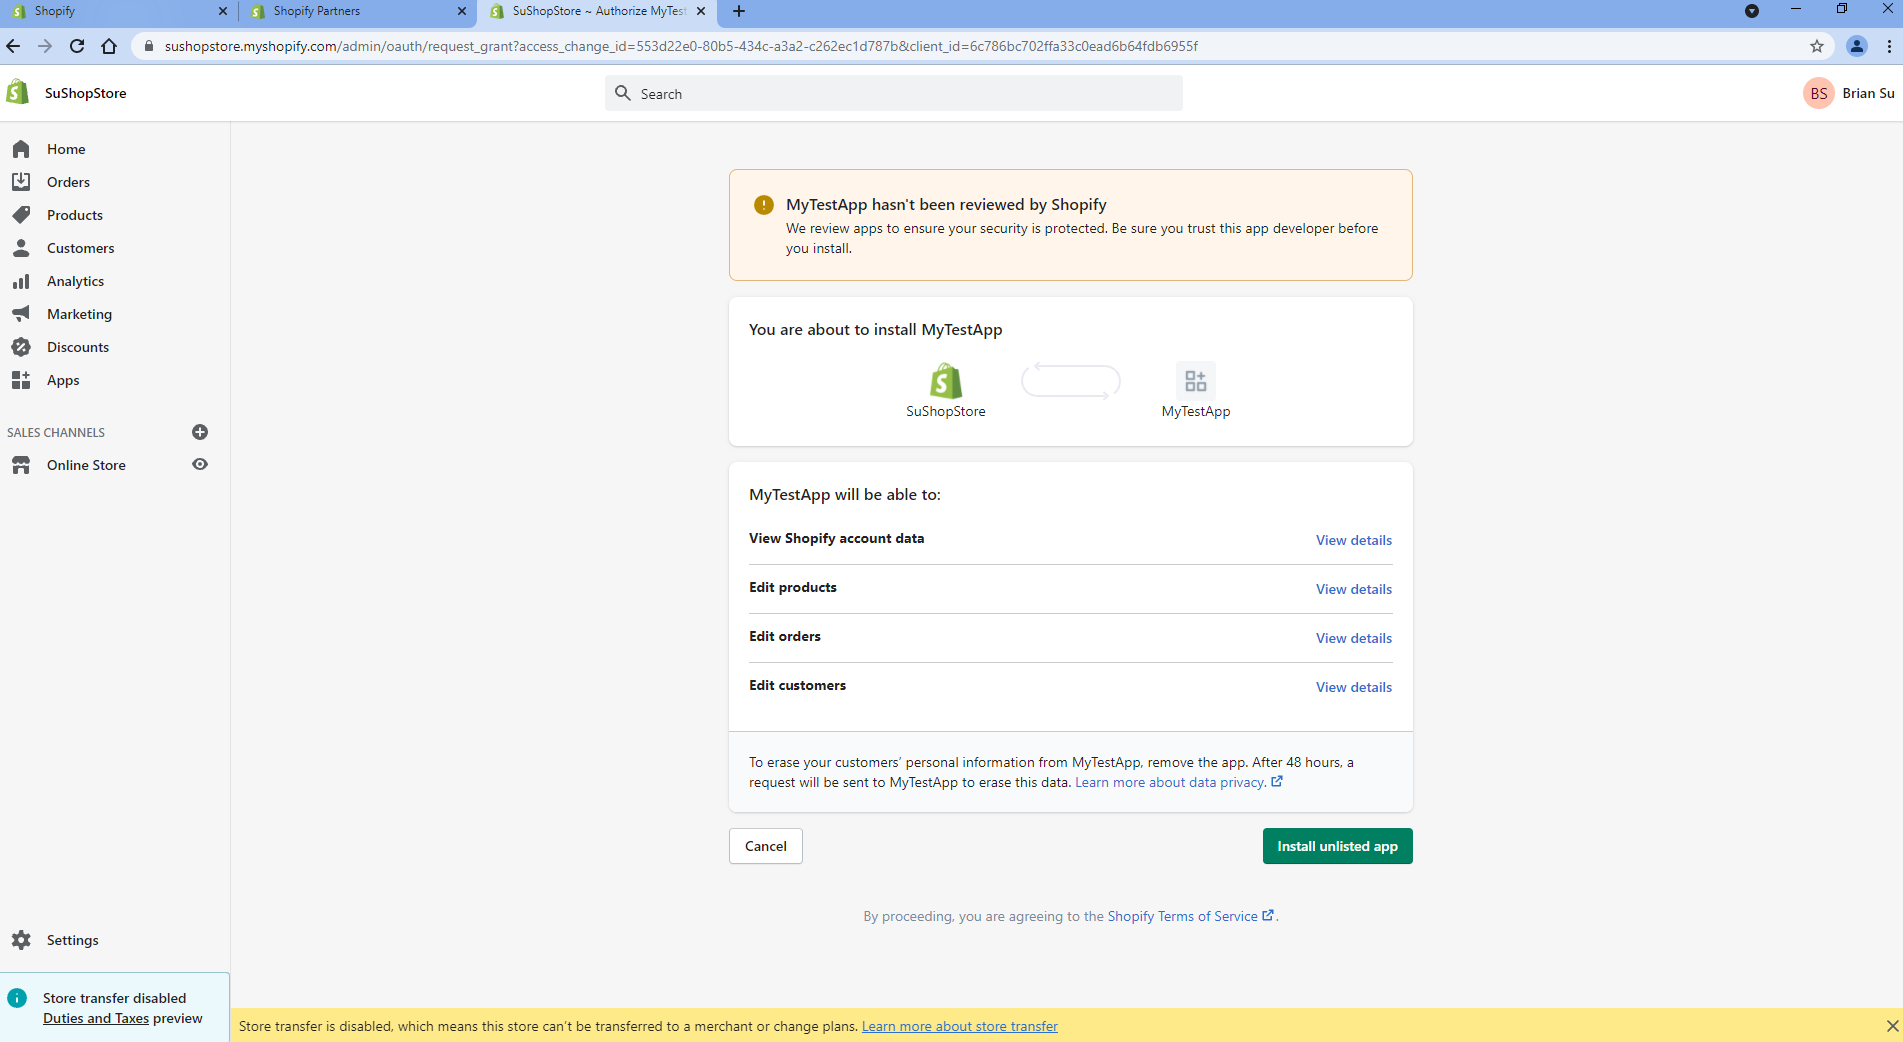 Shopify
Shopify Partners
SuShopStore ~ Authorize MyTest
sushopstore.myshopify.com/admin/oauth/request_grant?access_change_id=553d22e0-80b5-434c-a3a2-c262ec1d787b&client_id=6c786bc702ffa33c0ead6b64fdb6955f
SuShopStore
Search
BS
Brian Su
Home
Orders
Products
Customers
Analytics
Marketing
Discounts
Apps
SALES CHANNELS
Online Store
Settings
Store transfer disabled
Duties and Taxes preview
MyTestApp hasn't been reviewed by Shopify
We review apps to ensure your security is protected. Be sure you trust this app developer before
you install.
You are about to install MyTestApp
SuShopStore
MyTestApp
MyTestApp will be able to:
View Shopify account data
View details
Edit products
View details
Edit orders
View details
Edit customers
View details
To erase your customers’ personal information from MyTestApp, remove the app. After 48 hours, a
request will be sent to MyTestApp to erase this data. Learn more about data privacy.
Cancel
Install unlisted app
By proceeding, you are agreeing to the Shopify Terms of Service.
Store transfer is disabled, which means this store can’t be transferred to a merchant or change plans. Learn more about store transfer